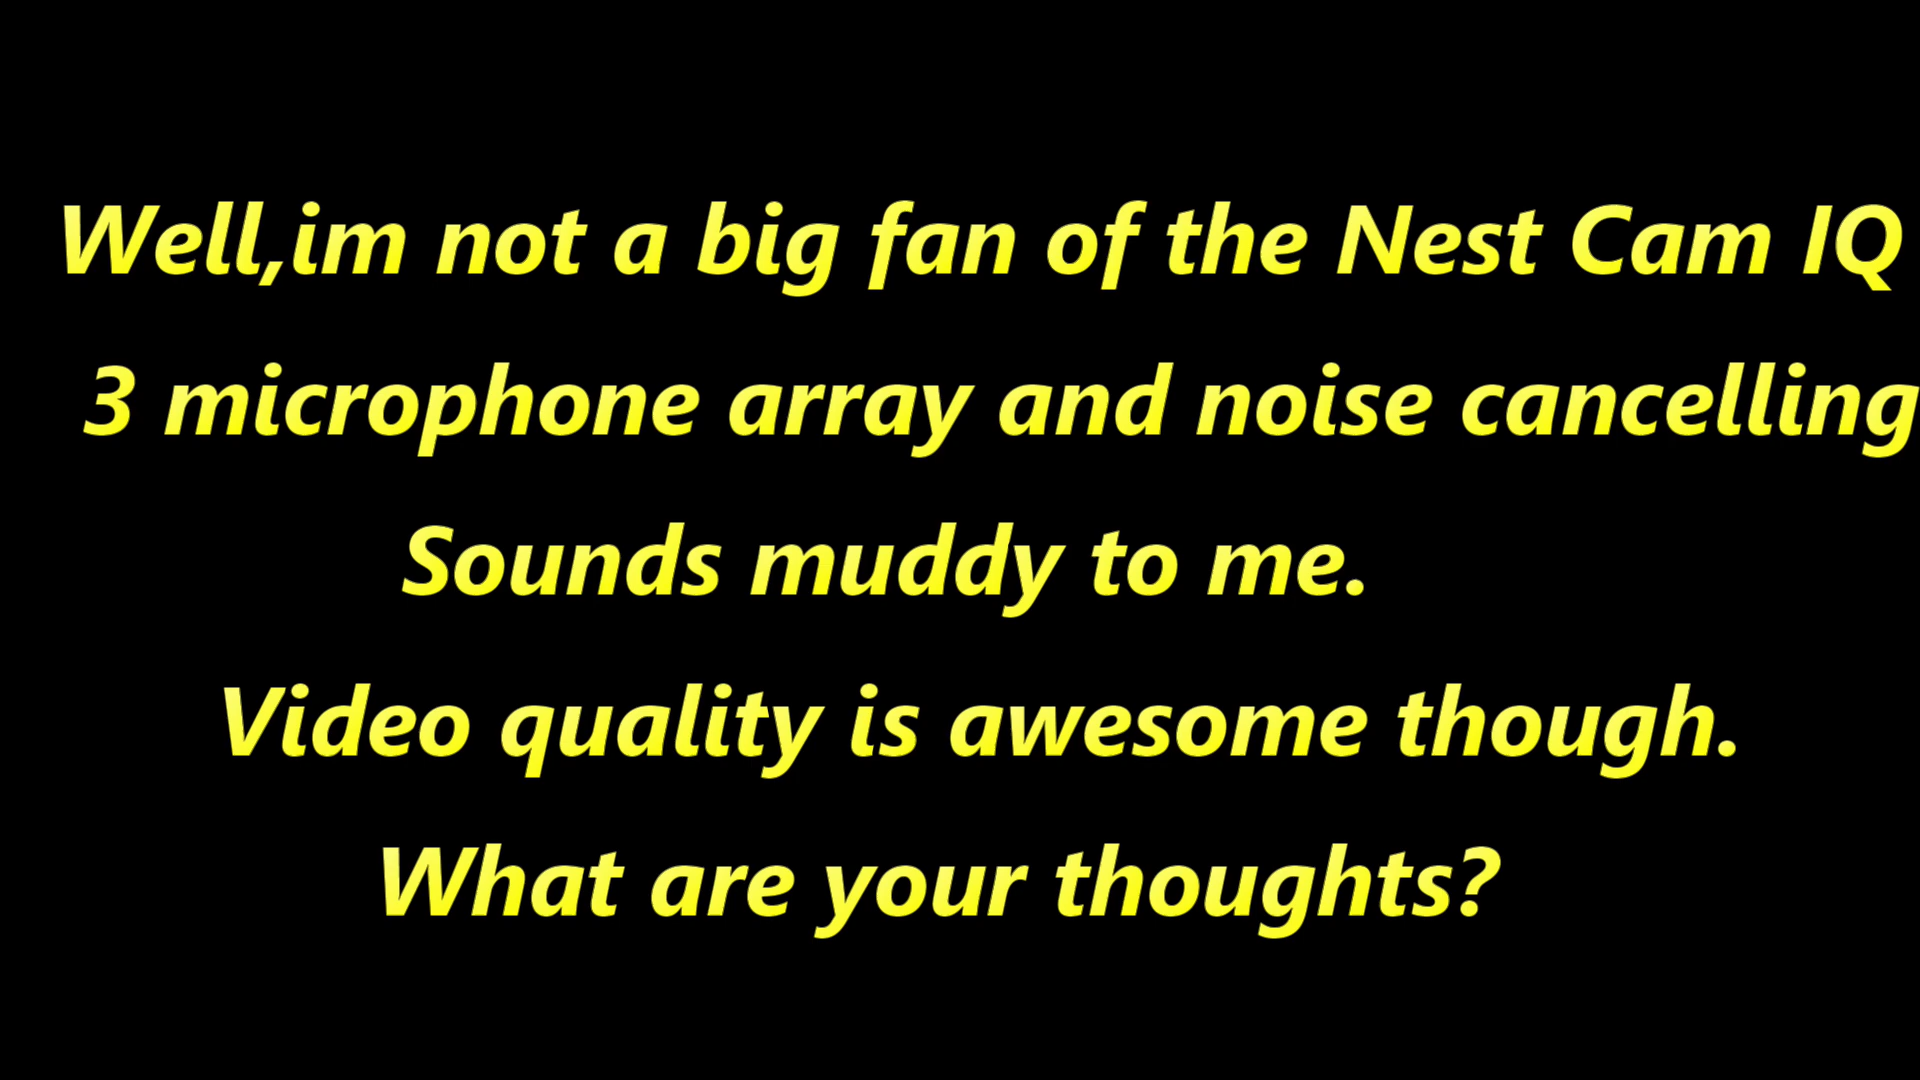 Well,im not a big fan of the Nest Cam IQ
3 microphone array and noise cancelling
Sounds muddy to me.
Video quality is awesome though.
What are your thoughts?